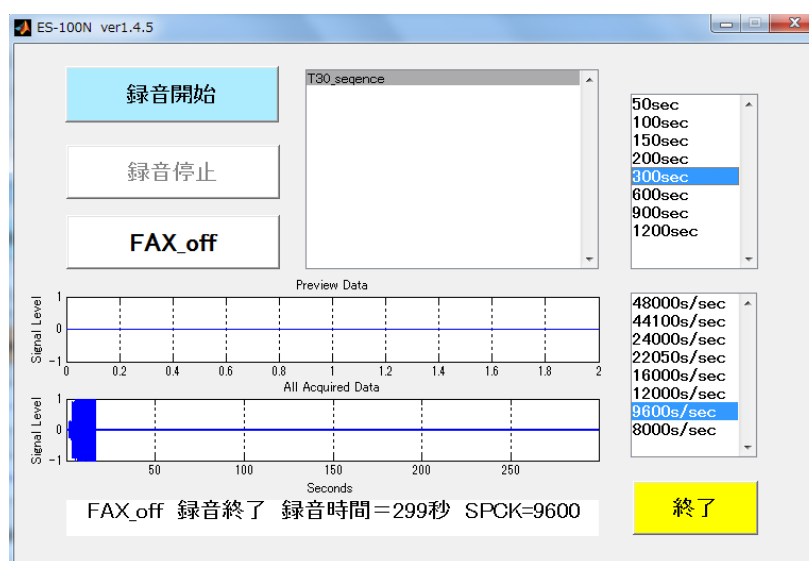 ES-100N ver1.4.5
録音開始
録音停止
FAX_off
T30_seqence
50sec
100sec
150sec
200sec
300sec
600sec
900sec
1200sec
Preview Data
Signal Level
1
0
-1
0 0.2 0.4 0.6 0.8 1 1.2 1.4 1.6 1.8 2
All Acquired Data
Signal Level
1
0
-1
50 100 150 200 250
Seconds
48000s/sec
44100s/sec
24000s/sec
22050s/sec
16000s/sec
12000s/sec
9600s/sec
8000s/sec
FAX_off 録音終了 録音時間=299秒 SPCK=9600
終了